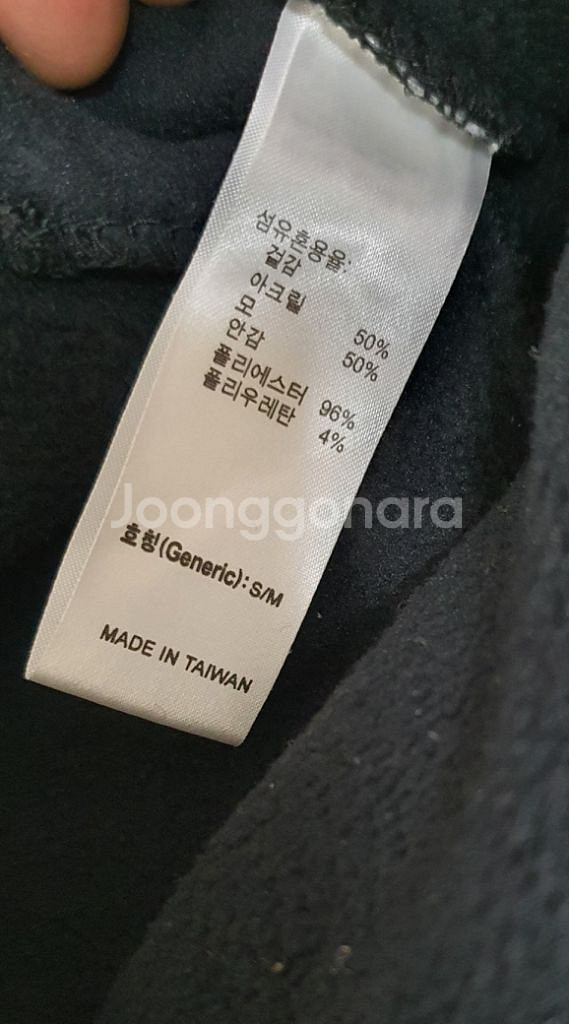 섬유혼용율:
겉감
아크릴 50%
모 50%
안감
폴리에스터 96%
폴리우레탄 4%
Joonggonara
호칭(Generic): S/M
MADE IN TAIWAN